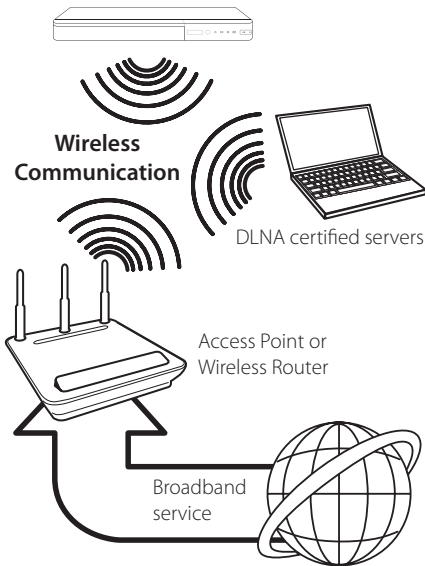 Wireless
Communication
DLNA certified servers
Access Point or
Wireless Router
Broadband
service